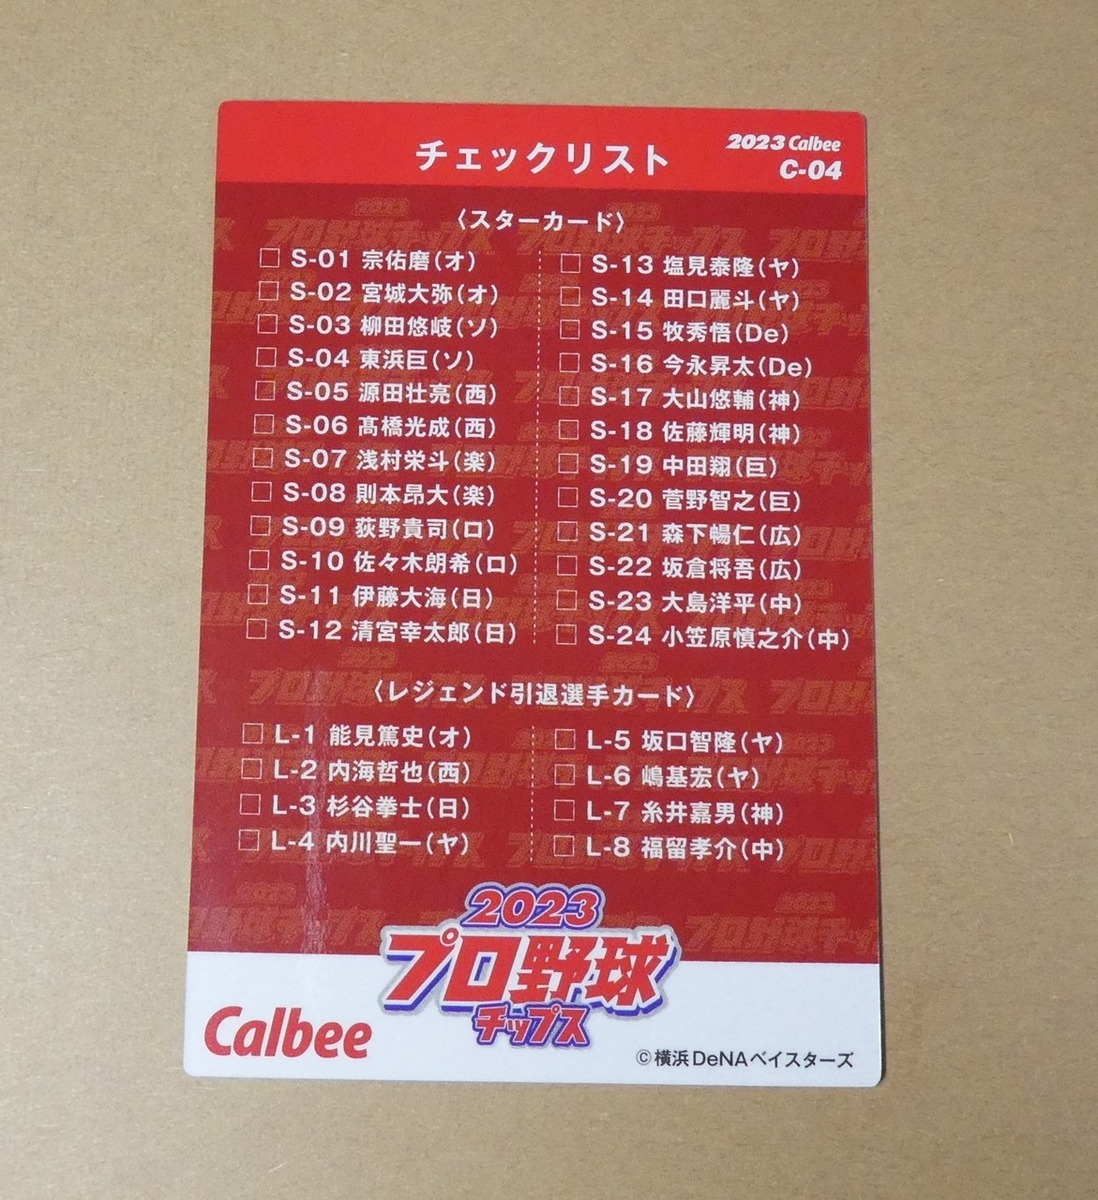 チェックリスト
2023 Calbee
C-04
〈スターカード〉
S-01 宗佑磨(オ)
S-02 宮城大弥(オ)
S-03 柳田悠岐(ソ)
S-04 東浜巨(ソ)
S-05 源田壮亮(西)
S-06 髙橋光成(西)
S-07 浅村栄斗(楽)
S-08 則本昂大(楽)
S-09 荻野貴司(ロ)
S-10 佐々木朗希(ロ)
S-11 伊藤大海(日)
S-12 清宮幸太郎(日)
S-13 塩見泰隆(ヤ)
S-14 田口麗斗(ヤ)
S-15 牧秀悟(De)
S-16 今永昇太(De)
S-17 大山悠輔(神)
S-18 佐藤輝明(神)
S-19 中田翔(巨)
S-20 菅野智之(巨)
S-21 森下暢仁(広)
S-22 坂倉将吾(広)
S-23 大島洋平(中)
S-24 小笠原慎之介(中)
〈レジェンド引退選手カード〉
L-1 能見篤史(オ)
L-2 内海哲也(西)
L-3 杉谷拳士(日)
L-4 内川聖一(ヤ)
L-5 坂口智隆(ヤ)
L-6 嶋基宏(ヤ)
L-7 糸井嘉男(神)
L-8 福留孝介(中)
2023
プロ野球
チップス
Calbee
©横浜DeNAベイスターズ